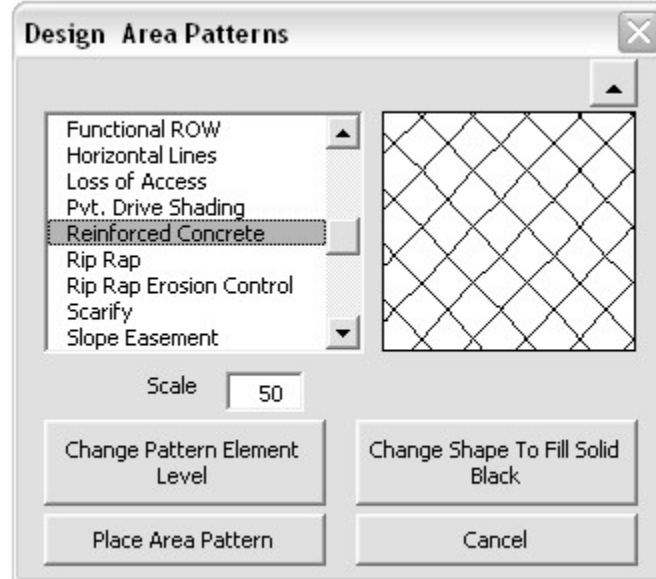 Design Area Patterns
Functional ROW
Horizontal Lines
Loss of Access
Pvt. Drive Shading
Reinforced Concrete
Rip Rap
Rip Rap Erosion Control
Scarify
Slope Easement
Scale 50
Change Pattern Element
Level
Change Shape To Fill Solid
Black
Place Area Pattern
Cancel